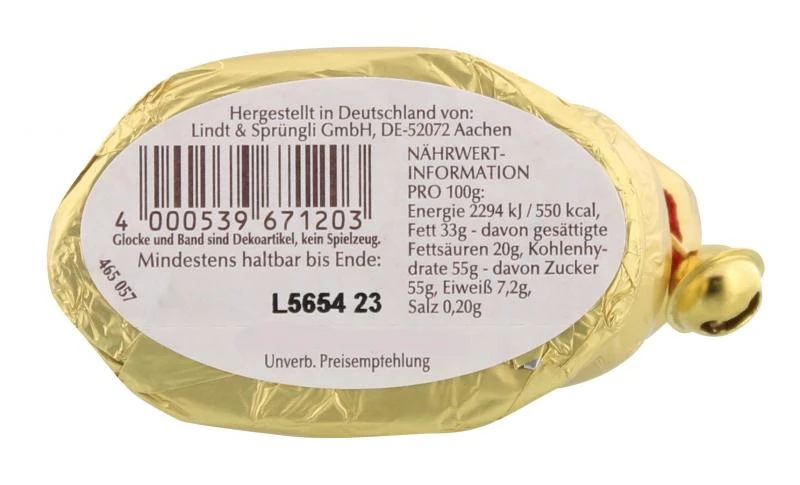 Hergestellt in Deutschland von:
Lindt & Sprüngli GmbH, DE-52072 Aachen
4 000539 671203
Glocke und Band sind Dekoartikel, kein Spielzeug.
Mindestens haltbar bis Ende:
465 057
L5654 23
NÄHRWERT-
INFORMATION
PRO 100g:
Energie 2294 kJ / 550 kcal,
Fett 33g - davon gesättigte
Fettsäuren 20g, Kohlenhy-
drate 55g - davon Zucker
55g, Eiweiß 7,2g,
Salz 0,20g
Unverb. Preisempfehlung